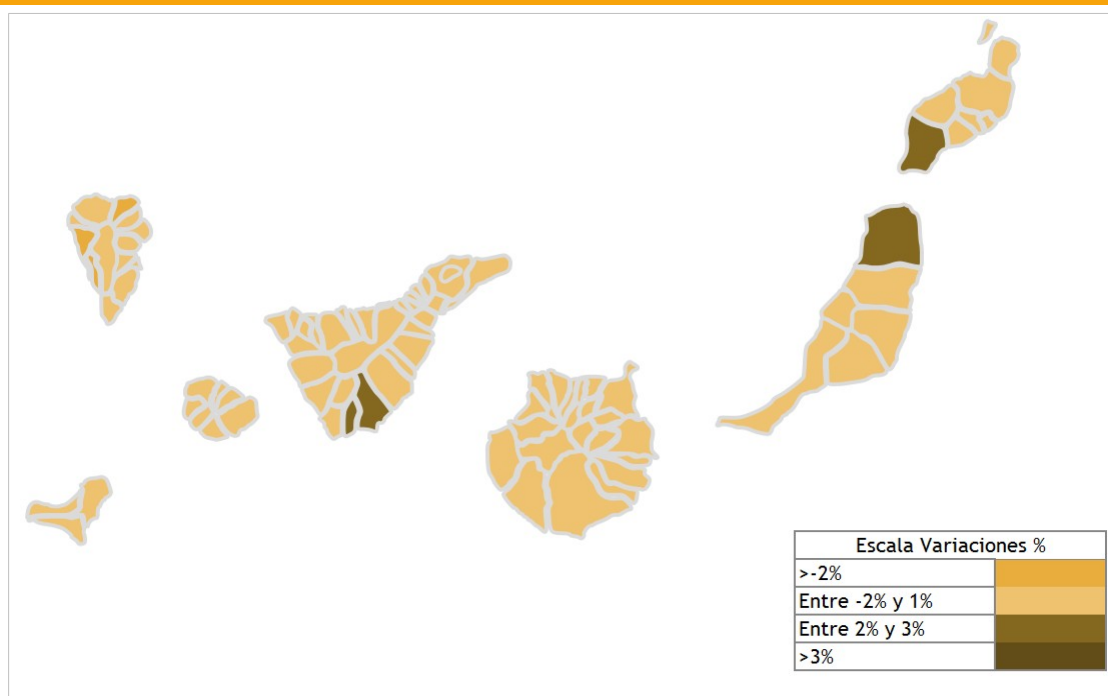 Escala Variaciones %
>-2%
Entre -2% y 1%
Entre 2% y 3%
>3%